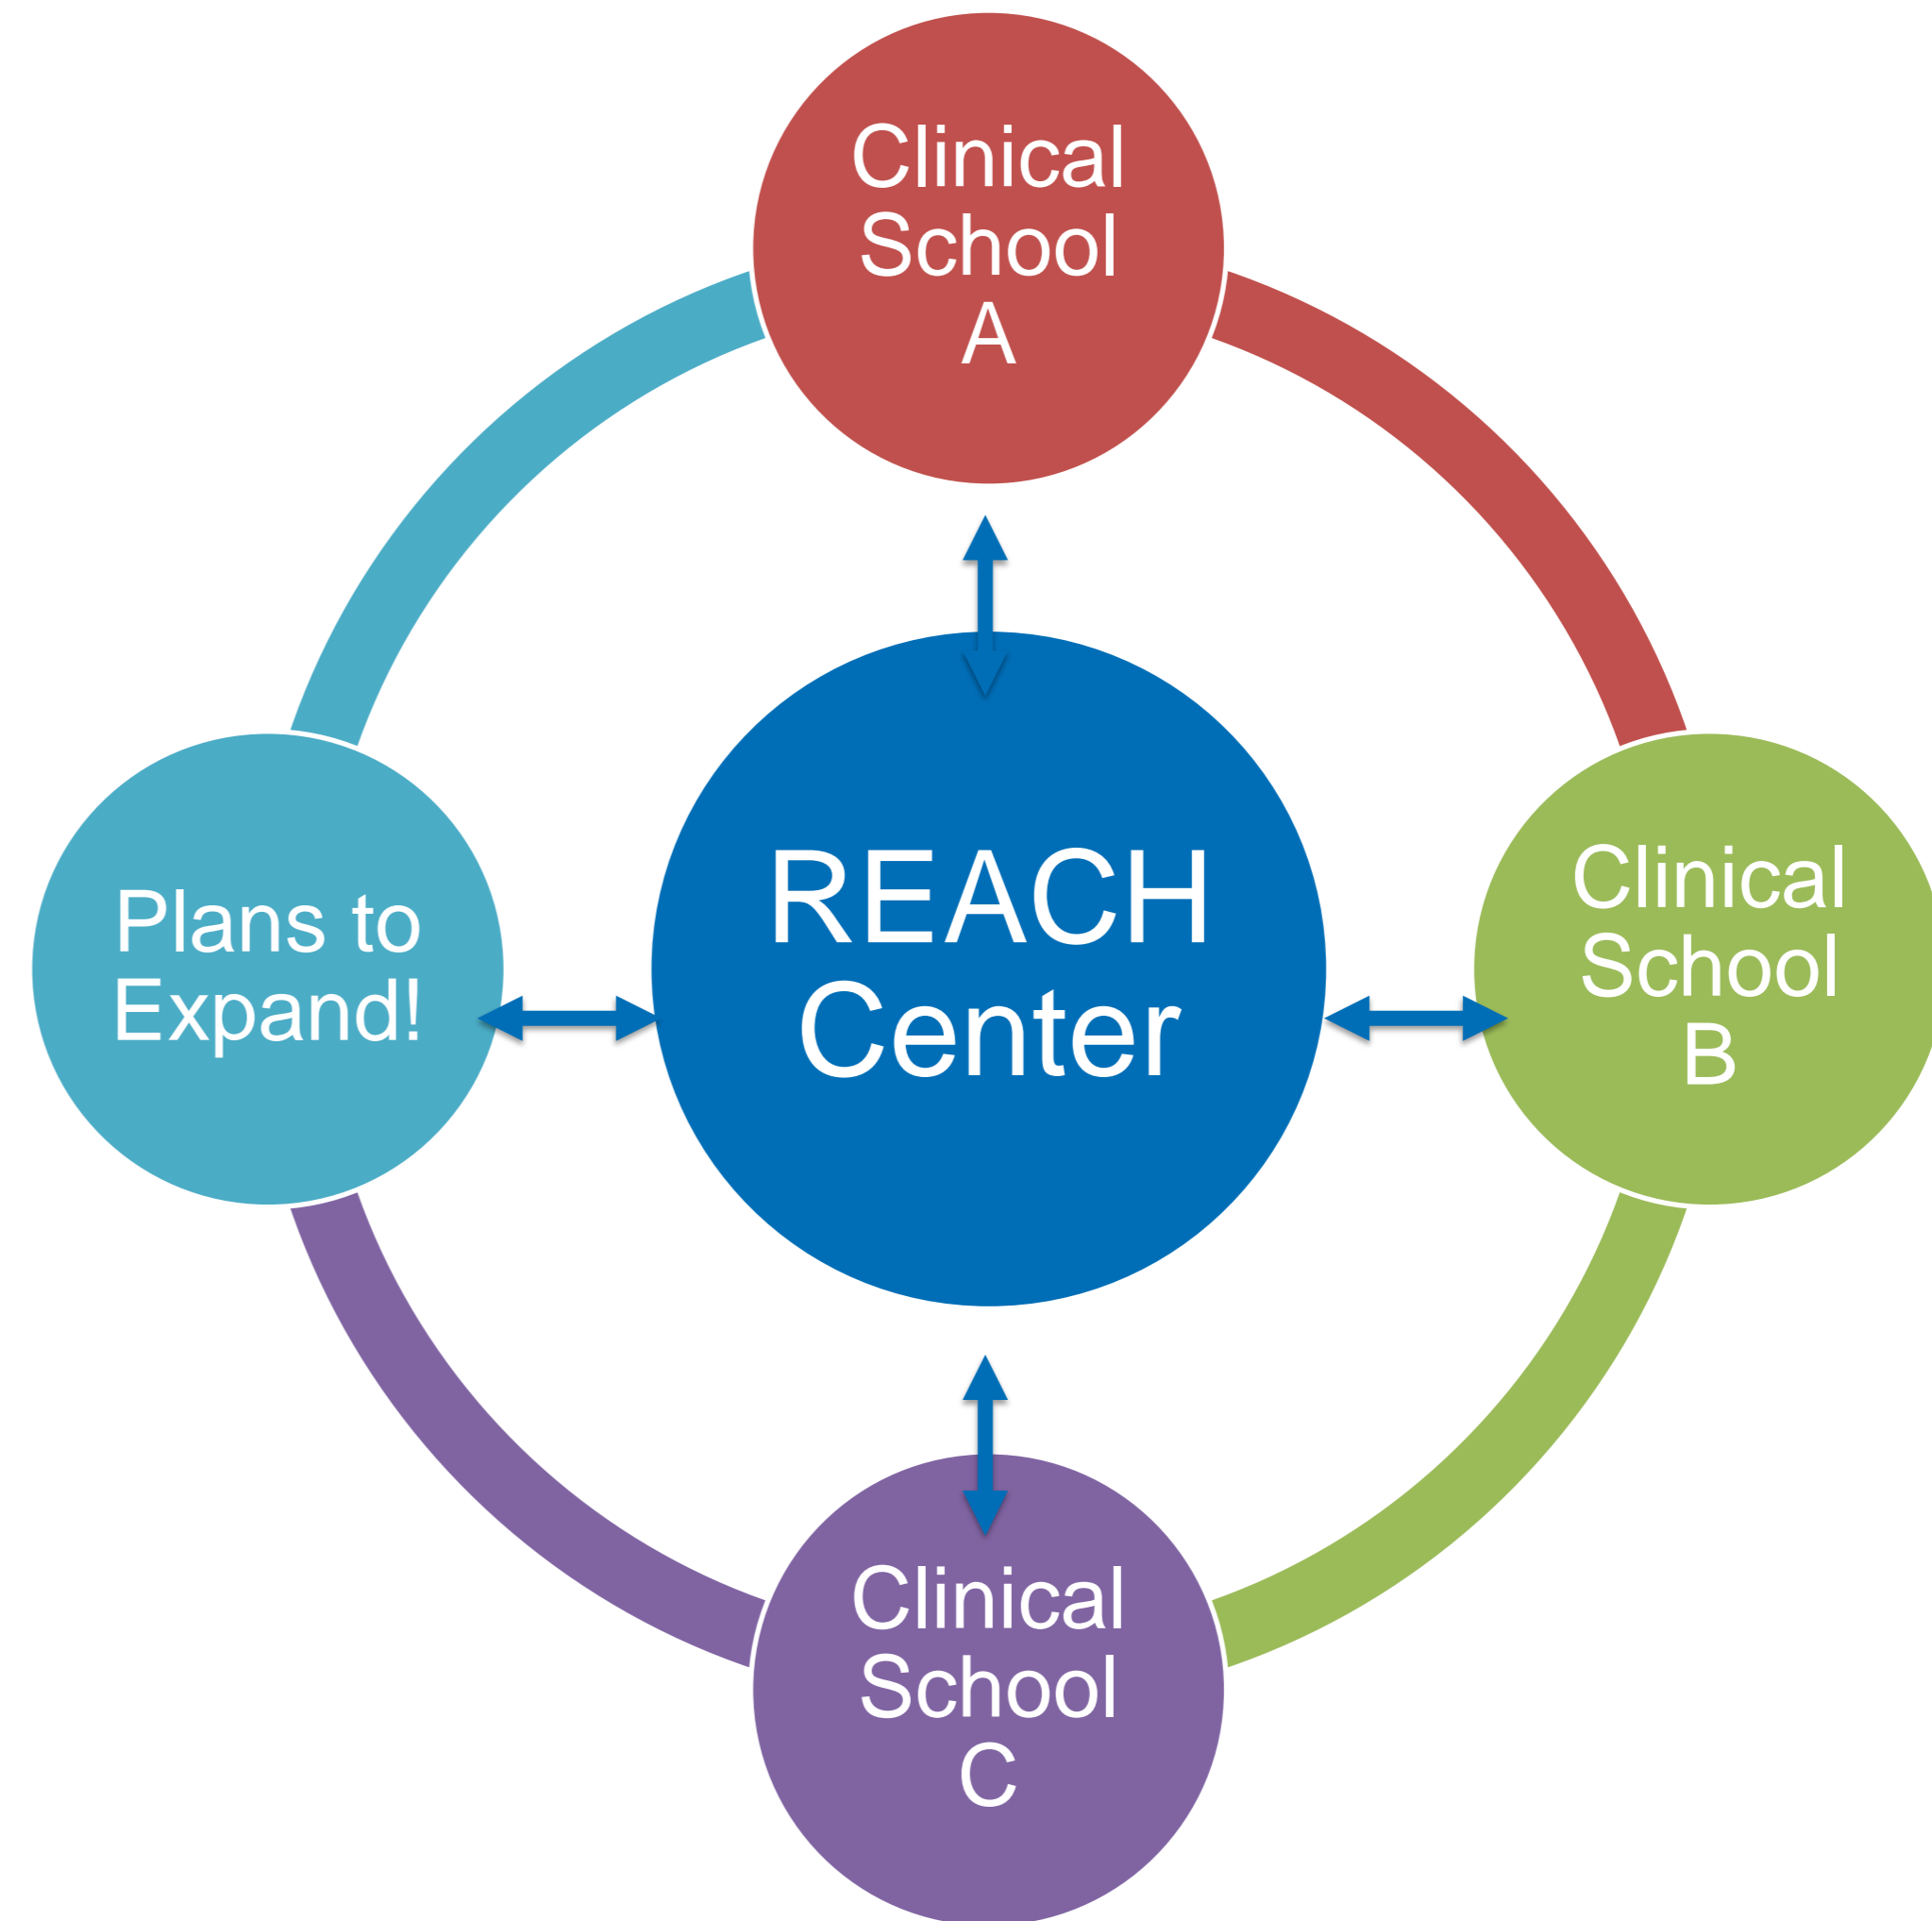 Clinical
School
A
Plans to
Expand!
REACH
Center
Clinical
School
B
Clinical
School
C